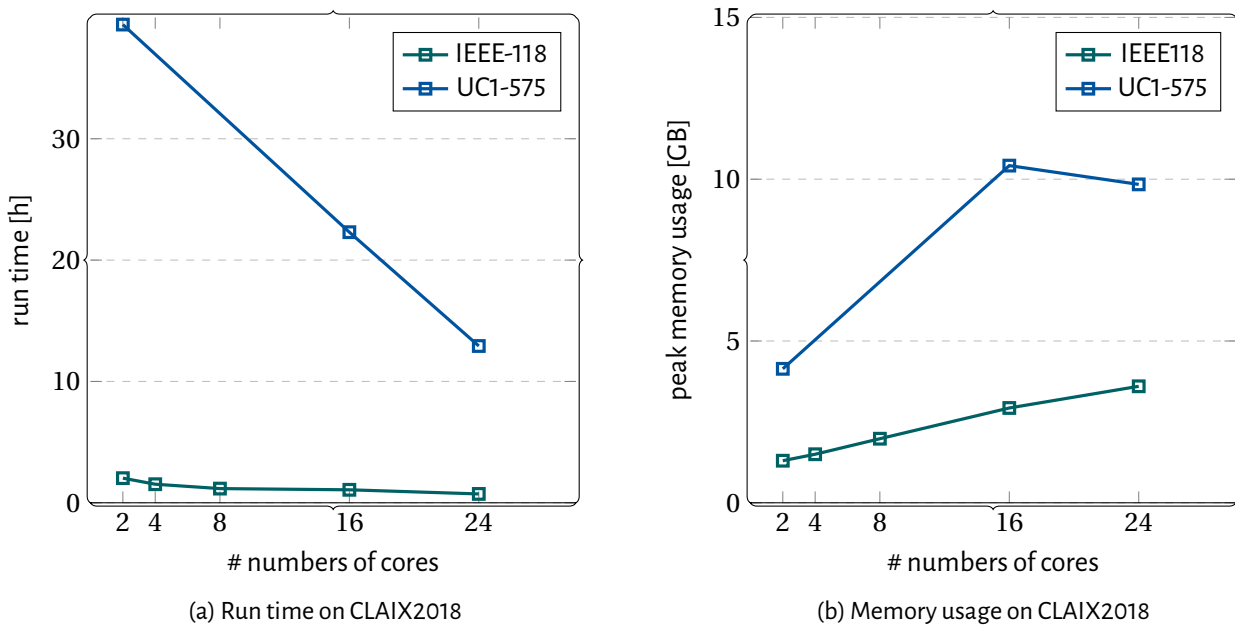 IEEE-118
UC1-575
30
20
10
0
run time [h]
2 4 8 16 24
# numbers of cores
(a) Run time on CLAIX2018
15
IEEE118
UC1-575
10
5
0
peak memory usage [GB]
2 4 8 16 24
# numbers of cores
(b) Memory usage on CLAIX2018